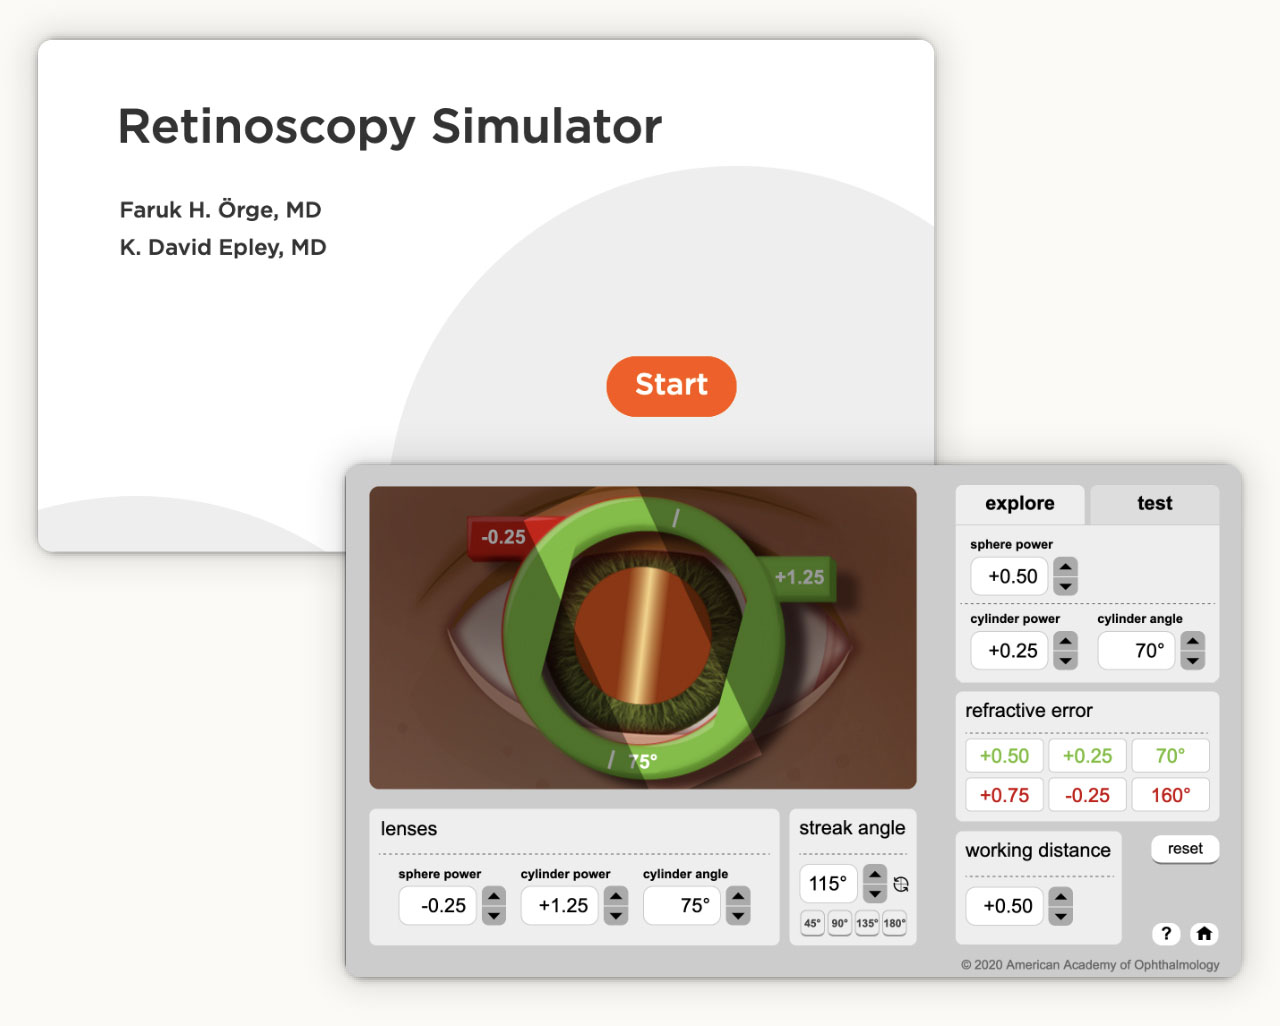 Retinoscopy Simulator
Faruk H. Örge, MD
K. David Epley, MD
Start
-0.25
+1.25
75°
explore
test
sphere power
+0.50
cylinder power
cylinder angle
+0.25
70°
refractive error
+0.50
+0.25
70°
+0.75
-0.25
160°
lenses
sphere power
cylinder power
cylinder angle
-0.25
+1.25
75°
streak angle
115°
45°
90°
135°
180°
working distance
+0.50
reset
?
© 2020 American Academy of Ophthalmology